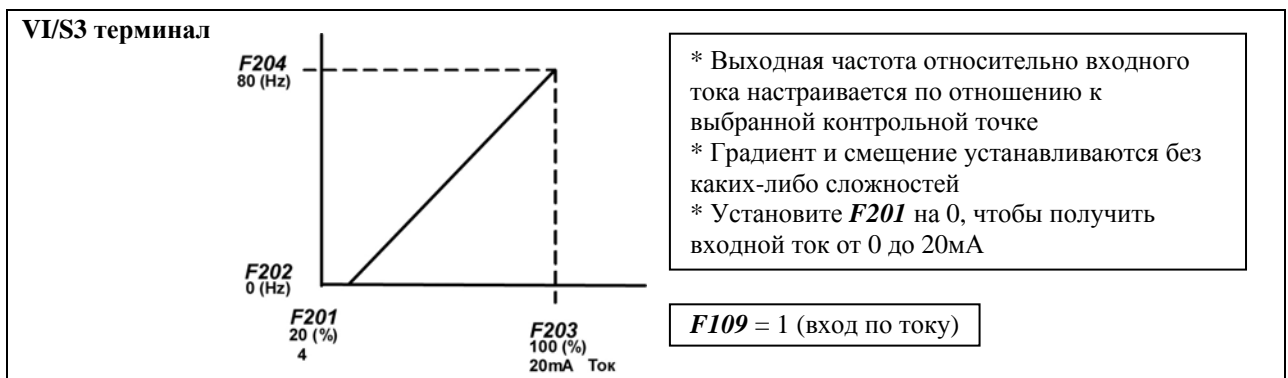 VI/S3 терминал
F204
80 (Hz)
F202
0 (Hz)
F201
20 (%)
4
F203
100 (%)
20mA Ток
* Выходная частота относительно входного
тока настраивается по отношению к
выбранной контрольной точке
* Градиент и смещение устанавливаются без
каких-либо сложностей
* Установите F201 на 0, чтобы получить
входной ток от 0 до 20мА
F109 = 1 (вход по току)